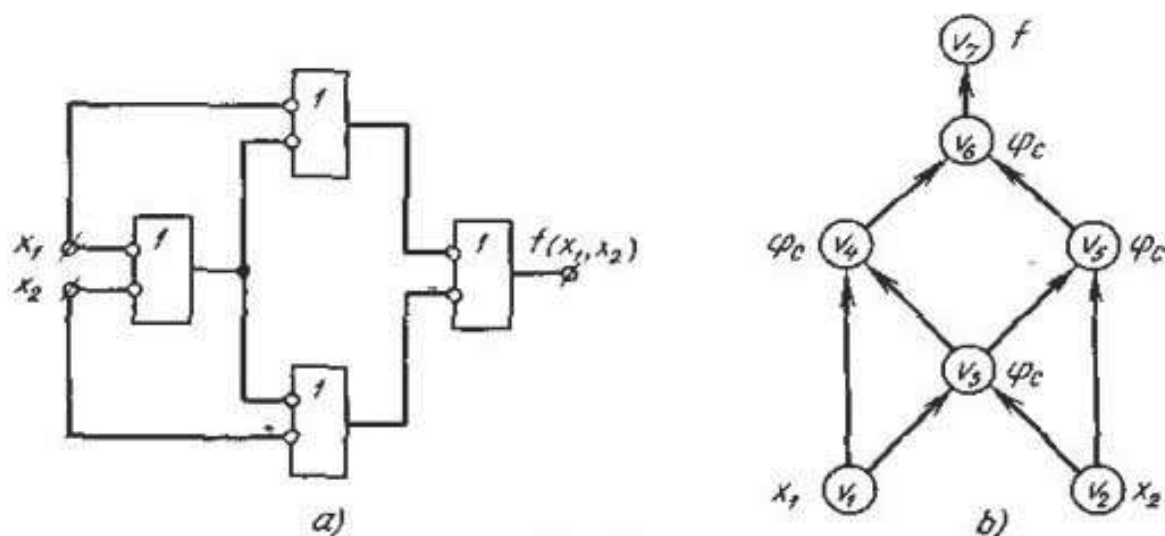 1
x₁
x₂
1
1
f(x₁,x₂)
1
a)
v₇ f
v₆ φc
φc v₄
v₅ φc
v₃ φc
x₁ v₁
v₂ x₂
b)